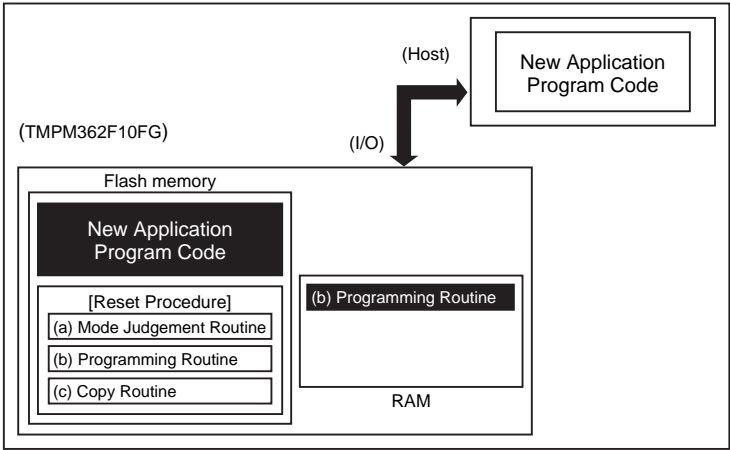 (Host)
New Application
Program Code
(TMPM362F10FG)
(I/O)
Flash memory
New Application
Program Code
[Reset Procedure]
(a) Mode Judgement Routine
(b) Programming Routine
(c) Copy Routine
(b) Programming Routine
RAM